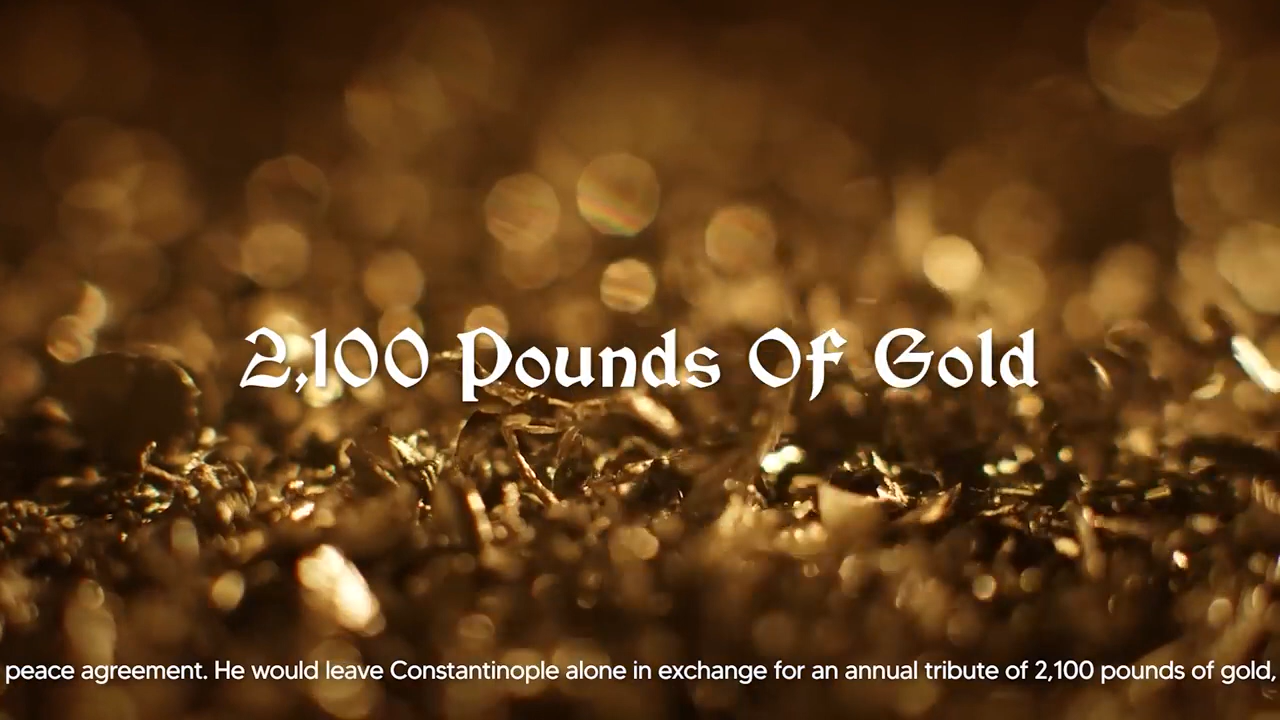 2,100 Pounds Of Gold
peace agreement. He would leave Constantinople alone in exchange for an annual tribute of 2,100 pounds of gold,